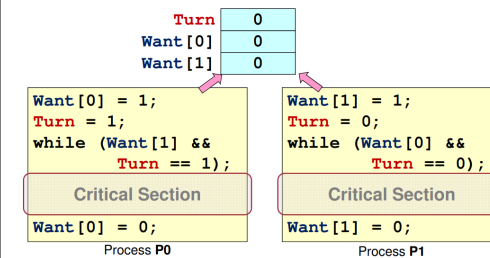 Turn 0
Want[0] 0
Want[1] 0
Want[0] = 1;
Turn = 1;
while (Want[1] &&
Turn == 1);
Critical Section
Want[0] = 0;
Process P0
Want[1] = 1;
Turn = 0;
while (Want[0] &&
Turn == 0);
Critical Section
Want[1] = 0;
Process P1